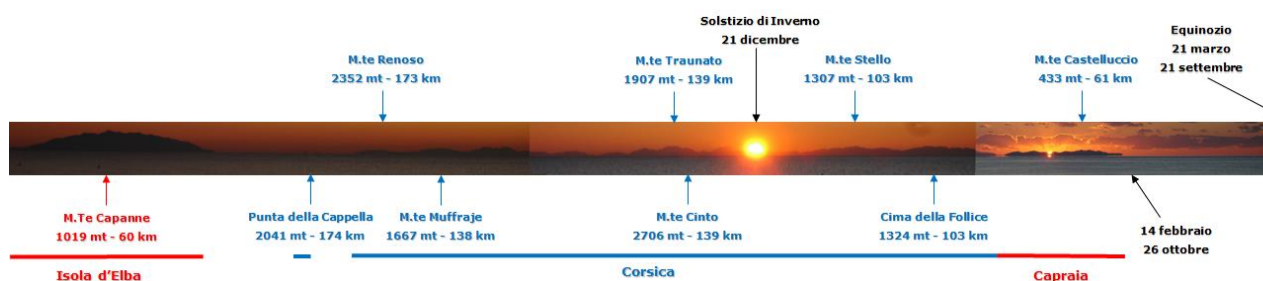 Solstizio di Inverno
21 dicembre
Equinozio
21 marzo
21 settembre
M.te Renoso
2352 mt - 173 km
M.te Traunato
1907 mt - 139 km
M.te Stello
1307 mt - 103 km
M.te Castelluccio
433 mt - 61 km
M.Te Capanne
1019 mt - 60 km
Punta della Cappella
2041 mt - 174 km
M.te Muffraje
1667 mt - 138 km
M.te Cinto
2706 mt - 139 km
Cima della Follice
1324 mt - 103 km
14 febbraio
26 ottobre
Isola d'Elba
Corsica
Capraia